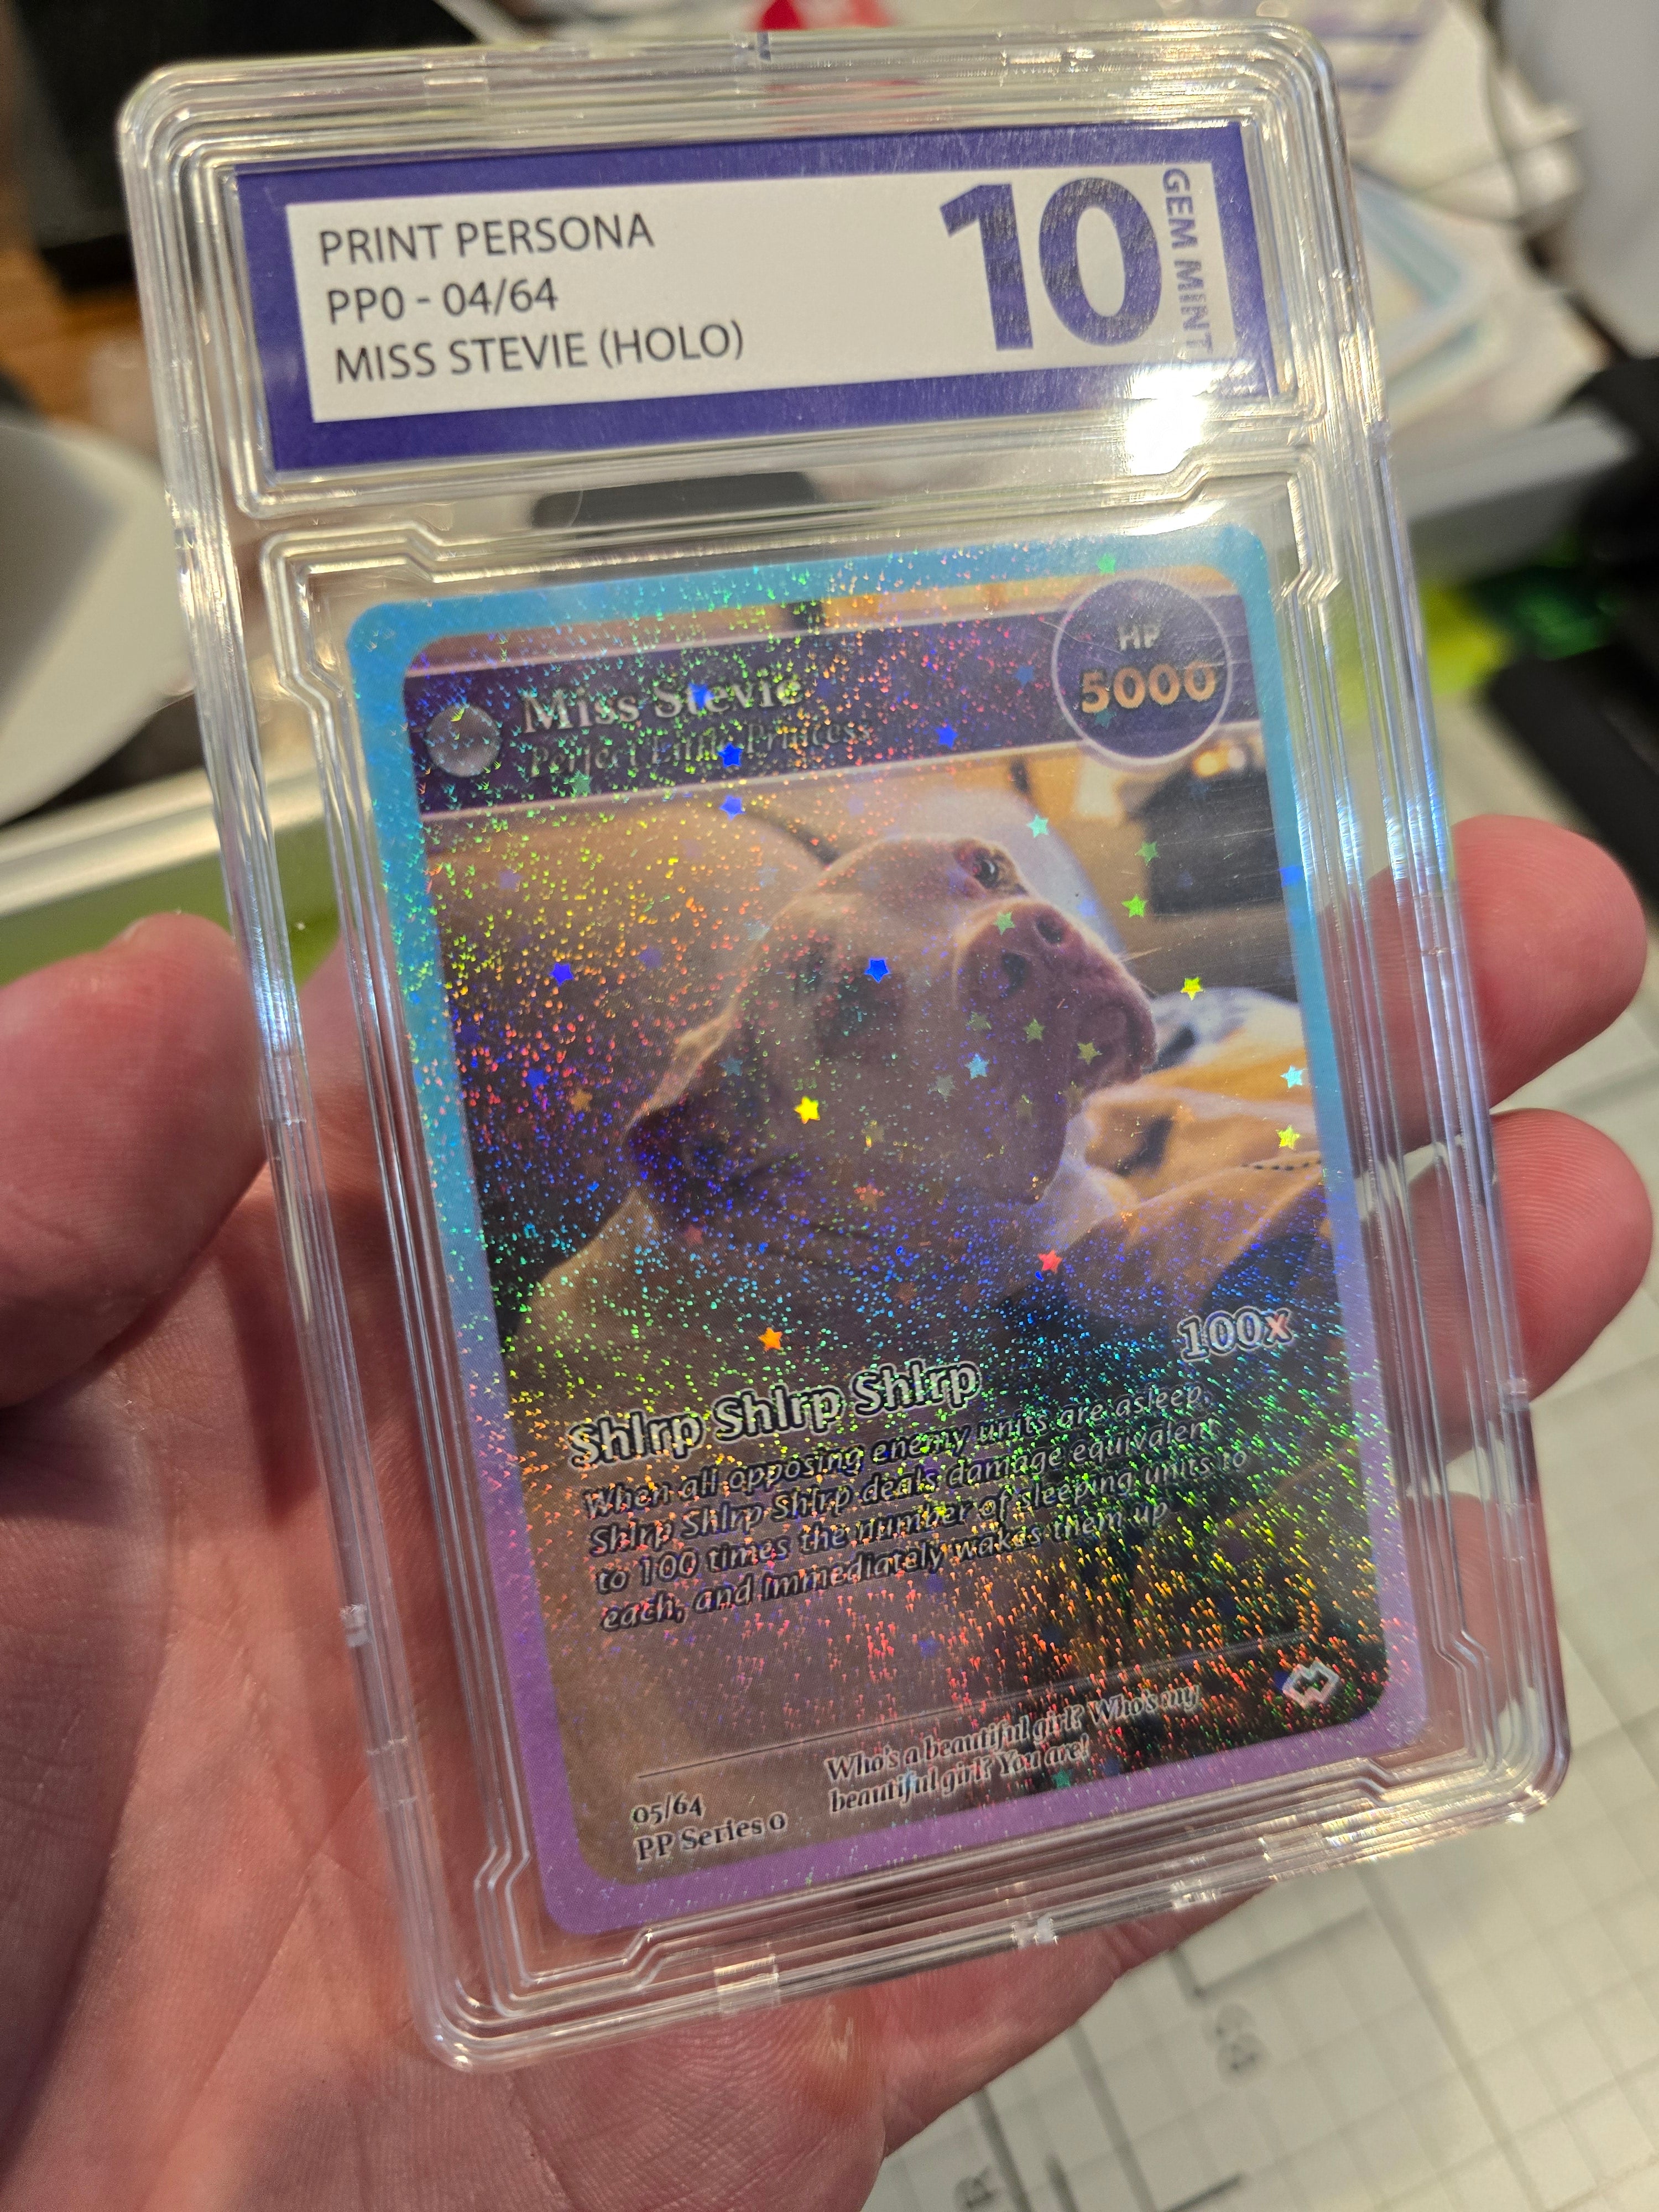 PRINT PERSONA
PP0 - 04/64
MISS STEVIE (HOLO)
10
GEM MINT
Miss Stevie
Perfect Little Princess
HP
5000
100x
Shlrp Shlrp Shlrp
When all opposing enemy units are asleep,
Shlrp Shlrp Shlrp deals damage equivalent
to 100 times the number of sleeping units to
each, and immediately wakes them up
Who's a beautiful girl? Who's my
beautiful girl? You are!
05/64
PP Series 0